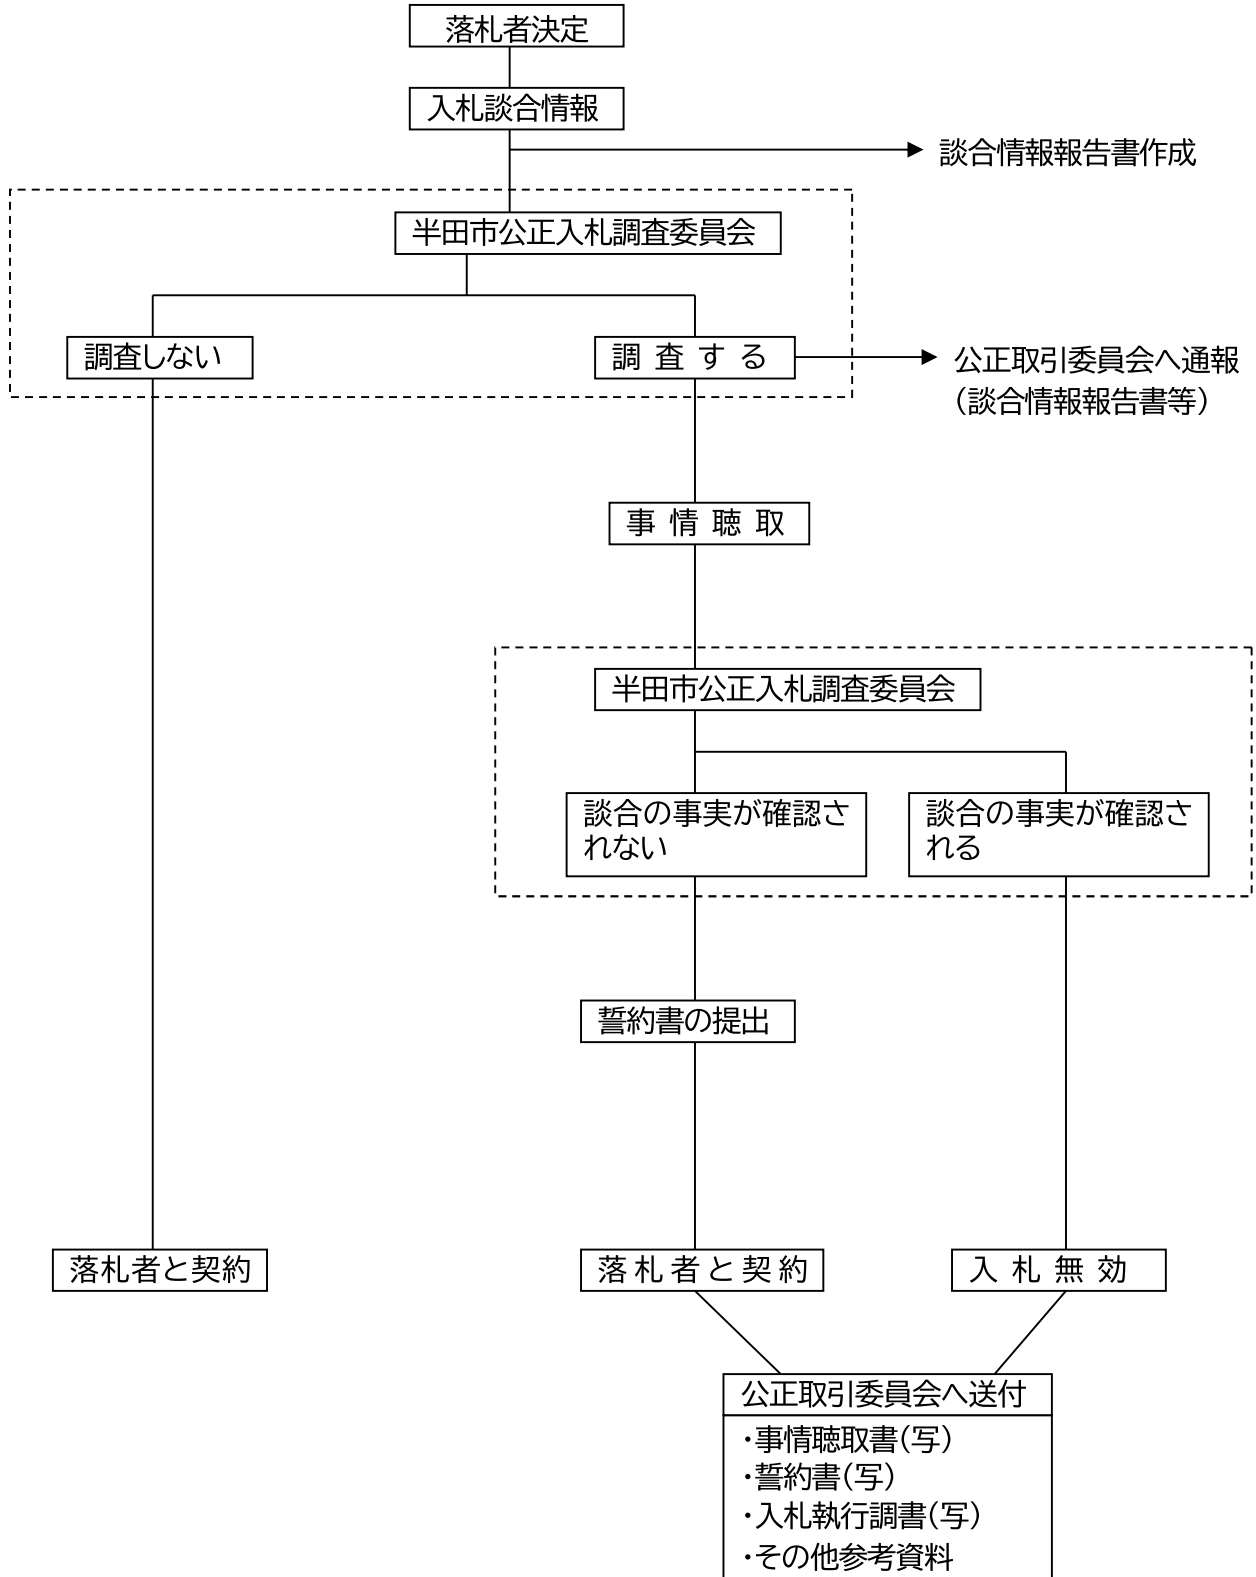 落札者決定
入札談合情報
談合情報報告書作成
半田市公正入札調査委員会
調査しない
調 査 す る
公正取引委員会へ通報
（談合情報報告書等）
事 情 聴 取
半田市公正入札調査委員会
談合の事実が確認さ
れない
談合の事実が確認さ
れる
誓約書の提出
落札者と契約
落 札 者 と 契 約
入 札 無 効
公正取引委員会へ送付
・事情聴取書（写）
・誓約書（写）
・入札執行調書（写）
・その他参考資料